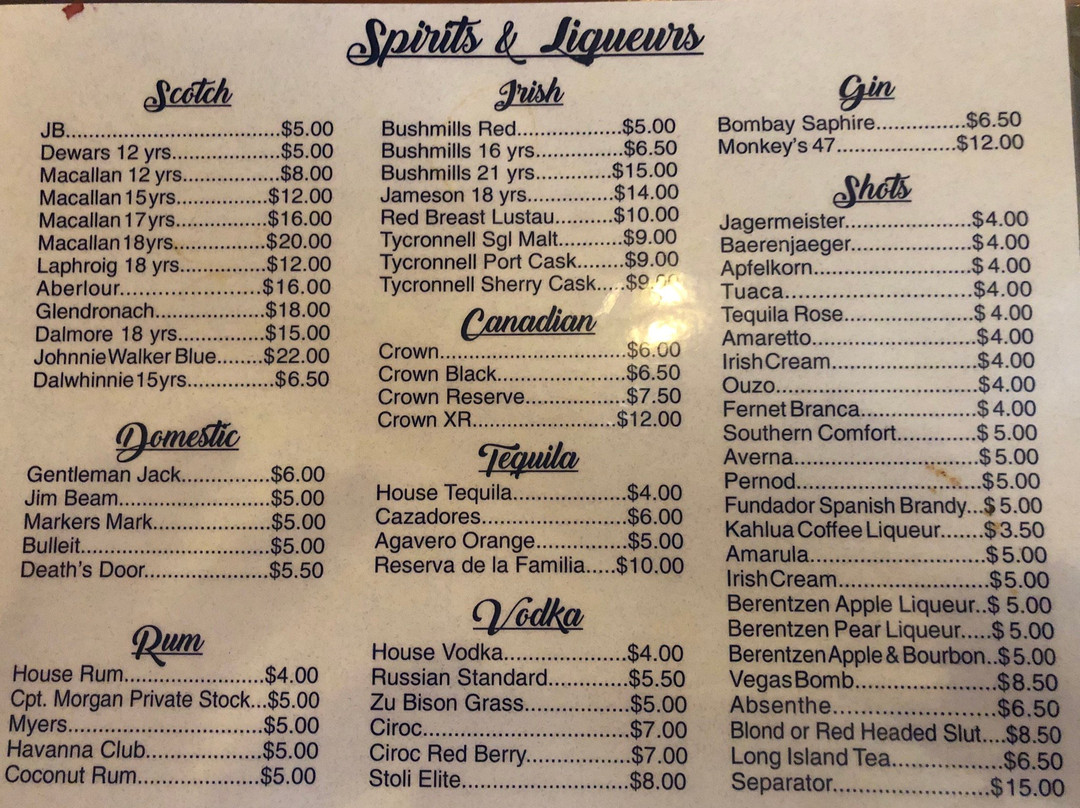 Spirits & Liqueurs
Scotch
JB....................................$5.00
Dewars 12 yrs..................$5.00
Macallan 12 yrs................$8.00
Macallan 15yrs...............$12.00
Macallan 17yrs...............$16.00
Macallan 18yrs...............$20.00
Laphroig 18 yrs..............$12.00
Aberlour........................$16.00
Glendronach..................$18.00
Dalmore 18 yrs...............$15.00
Johnnie Walker Blue.......$22.00
Dalwhinnie 15yrs..............$6.50
Domestic
Gentleman Jack...............$6.00
Jim Beam.........................$5.00
Markers Mark...................$5.00
Bulleit................................$5.00
Death's Door.....................$5.50
Rum
House Rum.......................$4.00
Cpt. Morgan Private Stock...$5.00
Myers................................$5.00
Havanna Club...................$5.00
Coconut Rum....................$5.00
Irish
Bushmills Red..................$5.00
Bushmills 16 yrs...............$6.50
Bushmills 21 yrs.............$15.00
Jameson 18 yrs..............$14.00
Red Breast Lustau.........$10.00
Tycronnell Sgl Malt...........$9.00
Tycronnell Port Cask........$9.00
Tycronnell Sherry Cask....$9.00
Canadian
Crown...............................$6.00
Crown Black.....................$6.50
Crown Reserve................$7.50
Crown XR.......................$12.00
Tequila
House Tequila...................$4.00
Cazadores........................$6.00
Agavero Orange...............$5.00
Reserva de la Familia.....$10.00
Vodka
House Vodka....................$4.00
Russian Standard.............$5.50
Zu Bison Grass.................$5.00
Ciroc.................................$7.00
Ciroc Red Berry................$7.00
Stoli Elite...........................$8.00
Gin
Bombay Saphire...............$6.50
Monkey's 47...................$12.00
Shots
Jagermeister.....................$4.00
Baerenjaeger....................$4.00
Apfelkorn..........................$4.00
Tuaca...............................$4.00
Tequila Rose.....................$4.00
Amaretto...........................$4.00
Irish Cream.......................$4.00
Ouzo.................................$4.00
Fernet Branca...................$4.00
Southern Comfort.............$5.00
Averna..............................$5.00
Pernod..............................$5.00
Fundador Spanish Brandy...$5.00
Kahlua Coffee Liqueur.......$3.50
Amarula............................$5.00
Irish Cream.......................$5.00
Berentzen Apple Liqueur..$5.00
Berentzen Pear Liqueur.....$5.00
Berentzen Apple & Bourbon..$5.00
Vegas Bomb......................$8.50
Absenthe..........................$6.50
Blond or Red Headed Slut....$8.50
Long Island Tea.................$6.50
Separator........................$15.00